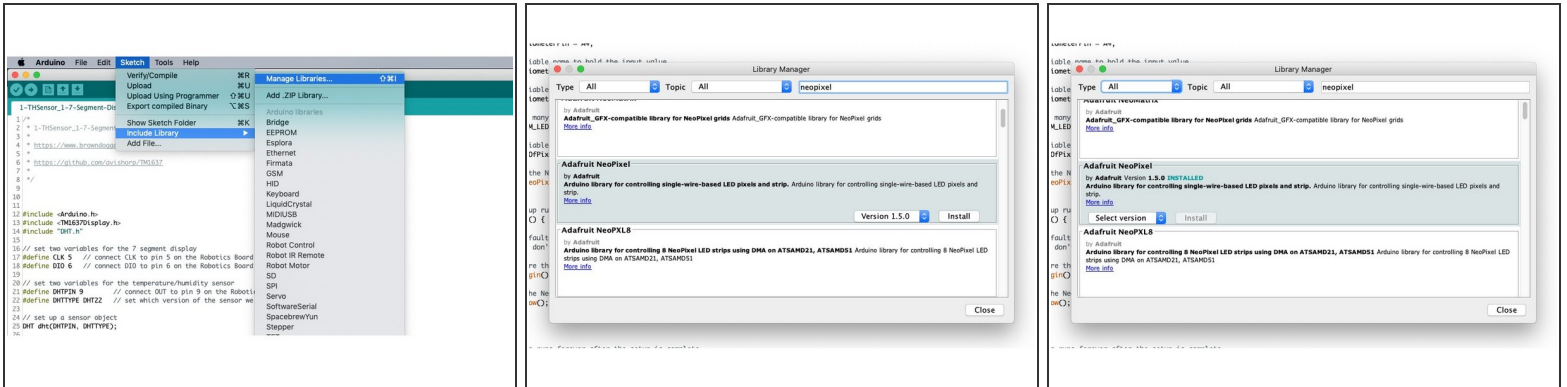 Arduino File Edit Sketch Tools Help
Verify/Compile ⌘R
Upload ⌘U
Upload Using Programmer ⇧⌘U
Export compiled Binary ⌥⌘S
Show Sketch Folder ⌘K
Include Library
Add File...
Manage Libraries... ⇧⌘I
Add .ZIP Library...
Arduino libraries
Bridge
EEPROM
Esplora
Ethernet
Firmata
GSM
HID
Keyboard
LiquidCrystal
MIDIUSB
Madgwick
Mouse
Robot Control
Robot IR Remote
Robot Motor
SD
SPI
Servo
SoftwareSerial
SpacebrewYun
Stepper
1-THSensor_1-7-Segment-Dis
1 /*
2 * 1-THSensor_1-7-Segment
3 *
4 * https://www.browndogg
5 *
6 * https://github.com/avishorp/TM1637
7 *
8 */
9
10
11
12 #include <Arduino.h>
13 #include <TM1637Display.h>
14 #include "DHT.h"
15
16 // set two variables for the 7 segment display
17 #define CLK 5 // connect CLK to pin 5 on the Robotics Board
18 #define DIO 6 // connect DIO to pin 6 on the Robotics Board
19
20 // set two variables for the temperature/humidity sensor
21 #define DHTPIN 9 // connect OUT to pin 9 on the Roboti
22 #define DHTTYPE DHT22 // set which version of the sensor we
23
24 // set up a sensor object
25 DHT dht(DHTPIN, DHTTYPE);
26
Library Manager
Type All Topic All neopixel
by Adafruit
Adafruit_GFX-compatible library for NeoPixel grids Adafruit_GFX-compatible library for NeoPixel grids
More info
Adafruit NeoPixel
by Adafruit
Arduino library for controlling single-wire-based LED pixels and strip. Arduino library for controlling single-wire-based LED pixels and
strip.
More info
Version 1.5.0 Install
Adafruit NeoPXL8
by Adafruit
Arduino library for controlling 8 NeoPixel LED strips using DMA on ATSAMD21, ATSAMD51 Arduino library for controlling 8 NeoPixel LED
strips using DMA on ATSAMD21, ATSAMD51
More info
Close
Library Manager
Type All Topic All neopixel
Adafruit NeoMatrix
by Adafruit
Adafruit_GFX-compatible library for NeoPixel grids Adafruit_GFX-compatible library for NeoPixel grids
More info
Adafruit NeoPixel
by Adafruit Version 1.5.0 INSTALLED
Arduino library for controlling single-wire-based LED pixels and strip. Arduino library for controlling single-wire-based LED pixels and
strip.
More info
Select version Install
Adafruit NeoPXL8
by Adafruit
Arduino library for controlling 8 NeoPixel LED strips using DMA on ATSAMD21, ATSAMD51 Arduino library for controlling 8 NeoPixel LED
strips using DMA on ATSAMD21, ATSAMD51
More info
Close